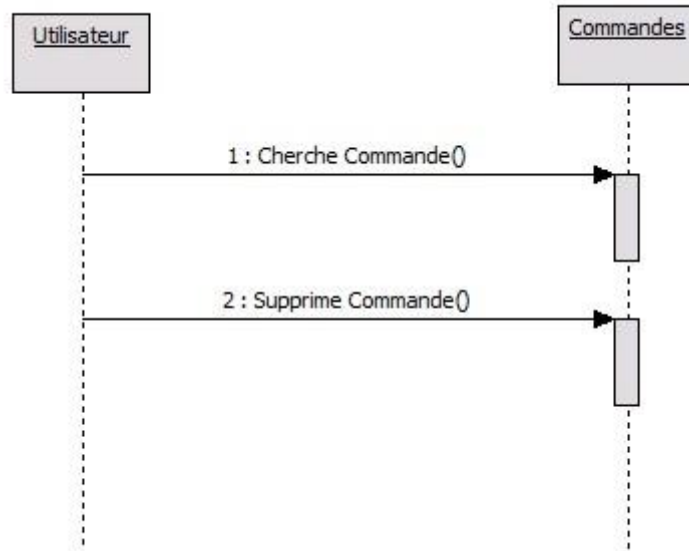 Utilisateur
Commandes
1 : Cherche Commande()
2 : Supprime Commande()